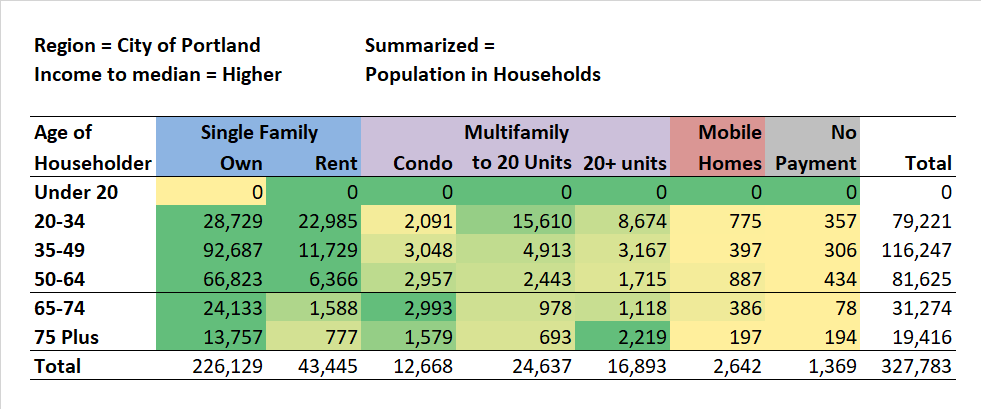 Region = City of Portland Summarized =
Income to median = Higher Population in Households
Age of Single Family Multifamily Mobile No
Householder Own Rent Condo to 20 Units 20+ units Homes Payment Total
Under 20 0 0 0 0 0 0 0 0
20-34 28,729 22,985 2,091 15,610 8,674 775 357 79,221
35-49 92,687 11,729 3,048 4,913 3,167 397 306 116,247
50-64 66,823 6,366 2,957 2,443 1,715 887 434 81,625
65-74 24,133 1,588 2,993 978 1,118 386 78 31,274
75 Plus 13,757 777 1,579 693 2,219 197 194 19,416
Total 226,129 43,445 12,668 24,637 16,893 2,642 1,369 327,783